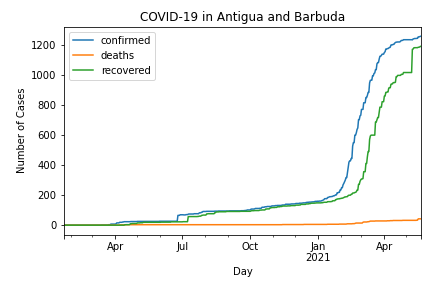 COVID-19 in Antigua and Barbuda
confirmed
deaths
recovered
1200
1000
800
600
400
200
0
Number of Cases
Apr
Jul
Oct
Jan
2021
Apr
Day